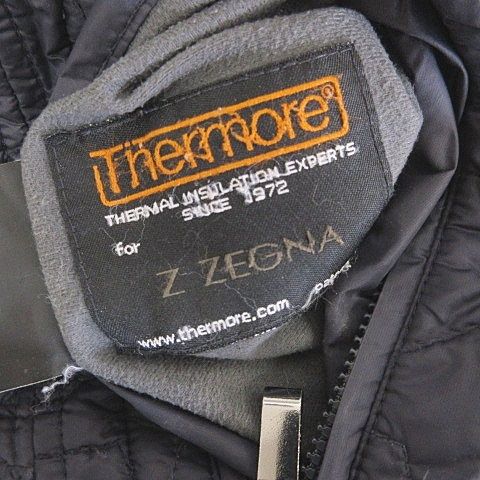 Thermore®
THERMAL INSULATION EXPERTS
SINCE 1972
for
Z ZEGNA
www.thermore.com